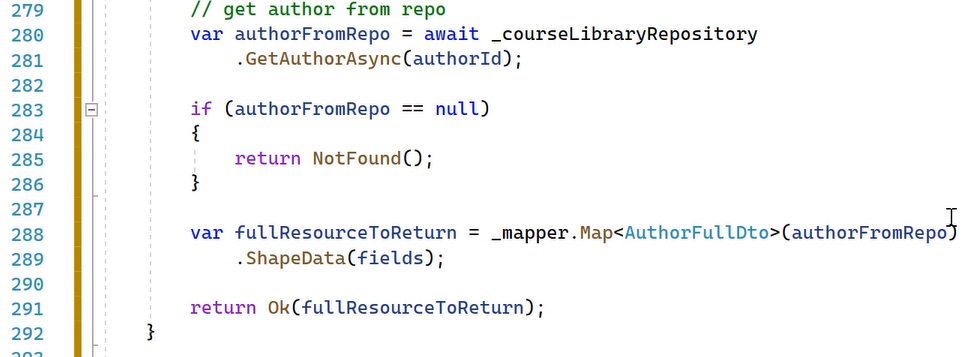 279 // get author from repo
280 var authorFromRepo = await _courseLibraryRepository
281 .GetAuthorAsync(authorId);
282
283 if (authorFromRepo == null)
284 {
285 return NotFound();
286 }
287
288 var fullResourceToReturn = _mapper.Map<AuthorFullDto>(authorFromRepo)
289 .ShapeData(fields);
290
291 return Ok(fullResourceToReturn);
292 }